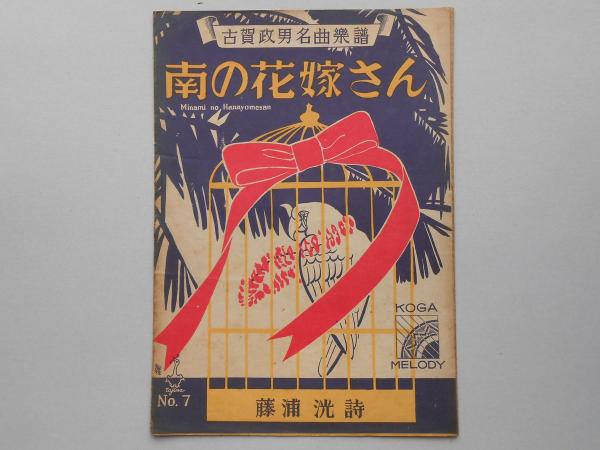 古賀政男名曲樂譜
南の花嫁さん
Minami no Hanayomesan
KOGA
MELODY
No. 7
藤浦 洸詩